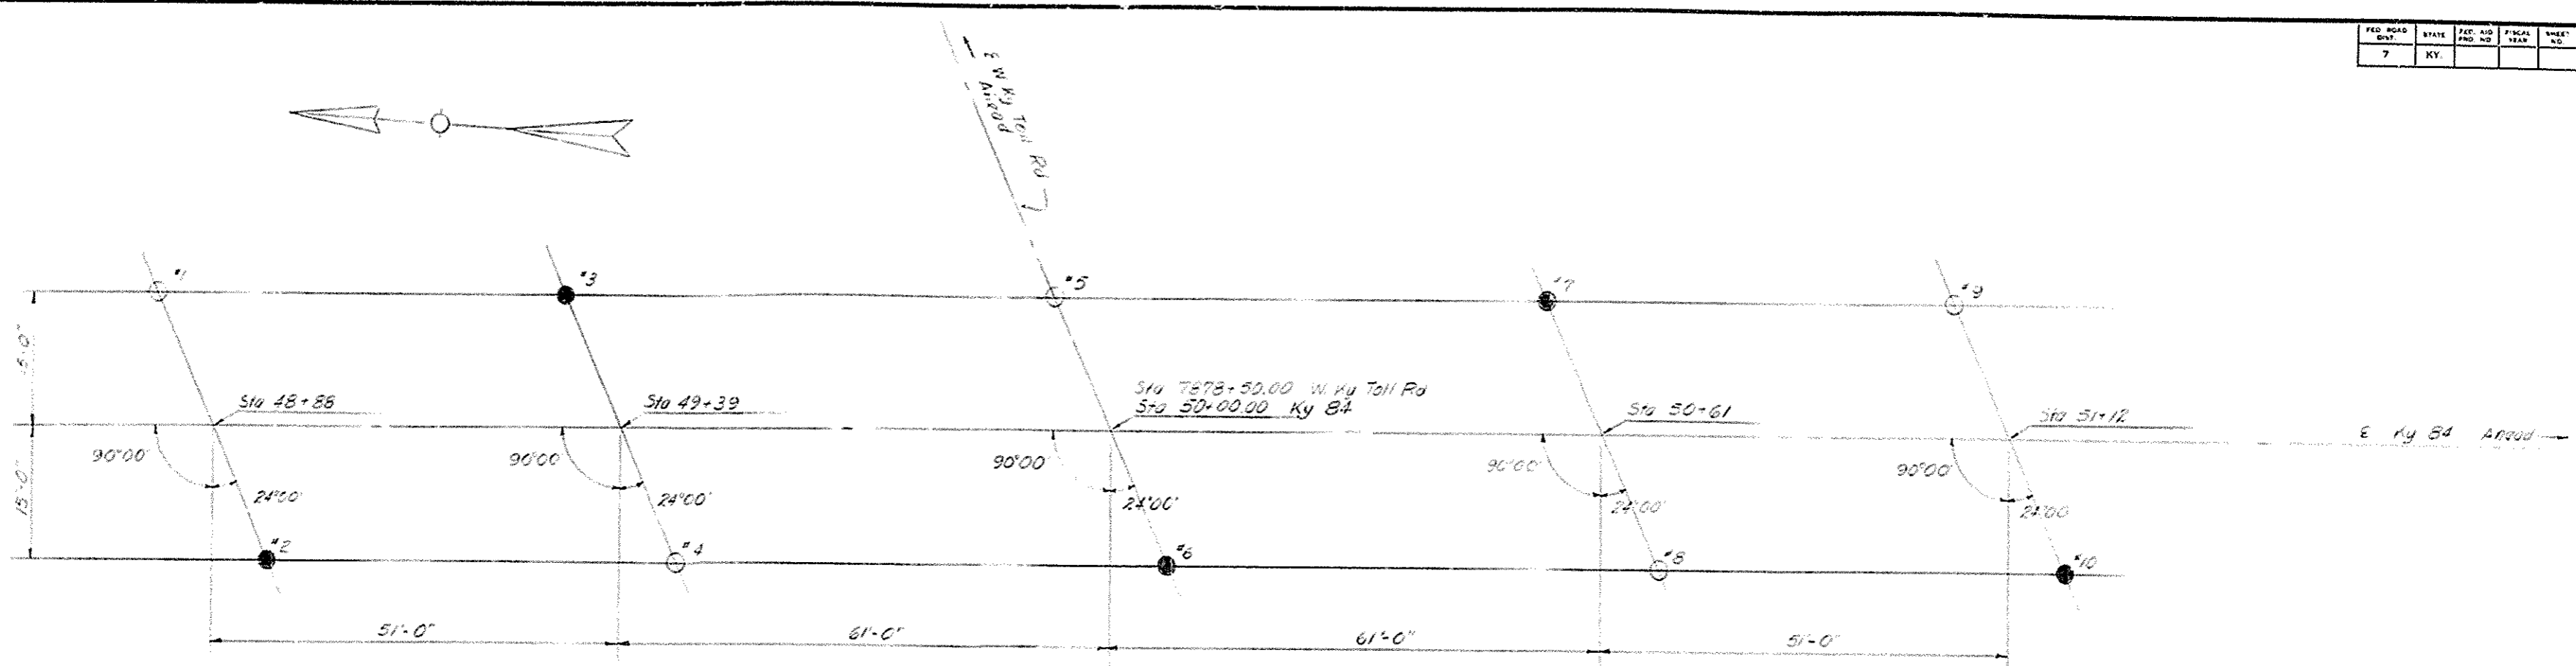 FED. ROAD DIST.
STATE
FED. AID PRO. NO
FISCAL YEAR
SHEET NO.
7
KY.
W Ky Toll Rd
Ahead
#1
#3
#5
#7
#9
15'-0"
Sta 48+88
Sta 49+39
Sta 7878+50.00 W. Ky Toll Rd
Sta 50+00.00 Ky 84
Sta 50+61
Sta 51+12
Ky 84 Ahead
90°00'
90°00'
90°00'
90°00'
90°00'
24°00'
24°00'
24°00'
24°00'
24°00'
15'-0"
#2
#4
#6
#8
#10
51'-0"
61'-0"
61'-0"
51'-0"